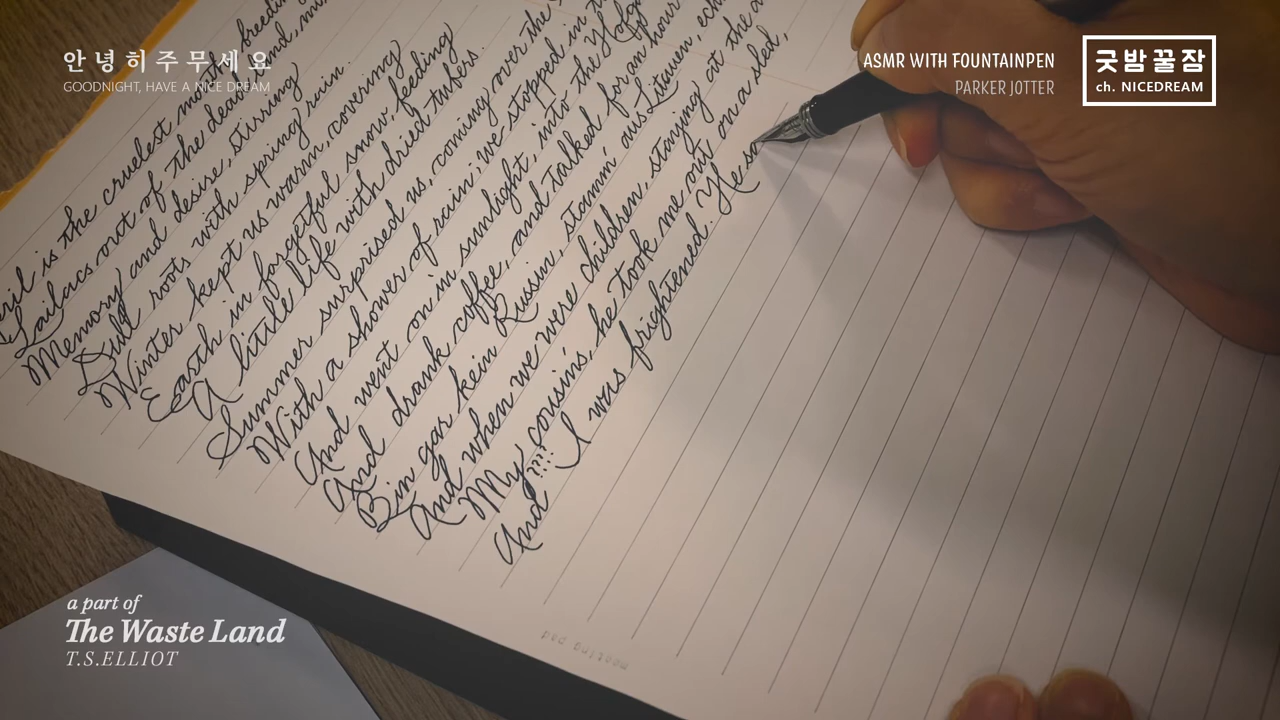 안녕히주무세요
GOODNIGHT, HAVE A NICE DREAM
ASMR WITH FOUNTAINPEN
PARKER JOTTER
굿밤꿀잠
ch. NICEDREAM
is the cruelest month,
Lailacs out of the dead land,
Memory and desire, stirring
Dull roots with spring rain.
Winter kept us warm, covering
Earth in forgetful snow, feeding
A little life with dried tubers.
Summer surprised us, coming over the
With a shower of rain; we stopped in
And went on in sunlight, into the
And drank coffee, and talked for an hour
Bin gar kein Russin, stamm' aus Litauen,
And when we were children, staying at the
My cousins, he took me out on a sled,
And ???? I was frightened. He
meeting pad
a part of
The Waste Land
T.S.ELLIOT